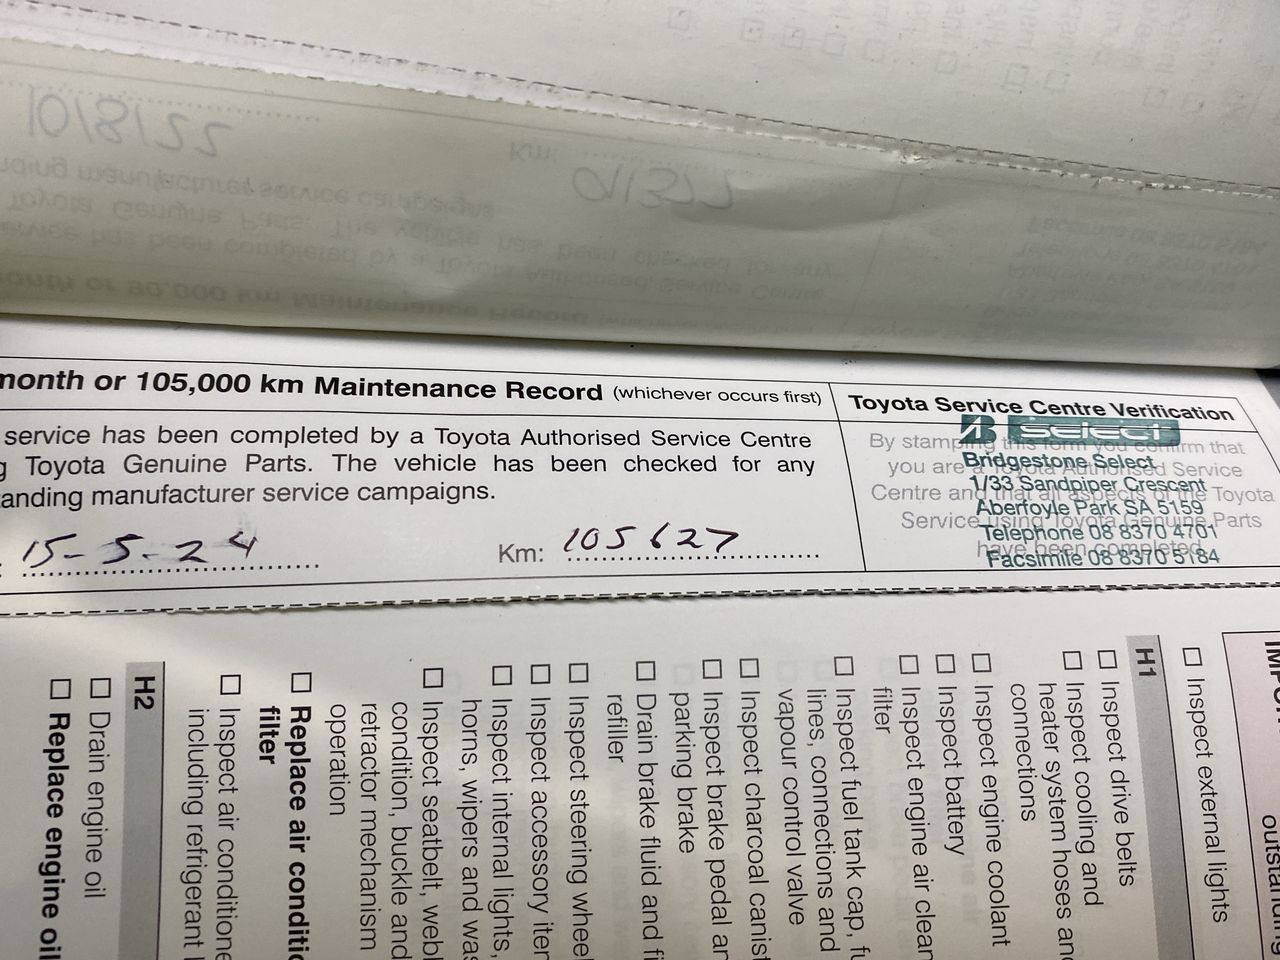 month or 105,000 km Maintenance Record (whichever occurs first)
service has been completed by a Toyota Authorised Service Centre
g Toyota Genuine Parts. The vehicle has been checked for any
anding manufacturer service campaigns.
15-5-24
Km: 105627
Toyota Service Centre Verification
By stamping this form you confirm that
you are a Toyota Authorised Service
Centre and that all aspects of the Toyota
Service using Toyota Genuine Parts
have been completed
B select
Bridgestone Select
1/33 Sandpiper Crescent
Aberfoyle Park SA 5159
Telephone 08 8370 4701
Facsimile 08 8370 5184
outstanding
Inspect external lights
H1
Inspect drive belts
Inspect cooling and
heater system hoses and
connections
Inspect engine coolant
Inspect battery
Inspect engine air clean
filter
Inspect fuel tank cap, fu
lines, connections and
vapour control valve
Inspect charcoal canist
Inspect brake pedal an
parking brake
Drain brake fluid and fi
refiller
Inspect steering whee
Inspect accessory iten
Inspect internal lights,
horns, wipers and was
Inspect seatbelt, webb
condition, buckle and
retractor mechanism
operation
Replace air conditio
filter
Inspect air conditione
including refrigerant l
H2
Drain engine oil
Replace engine oil